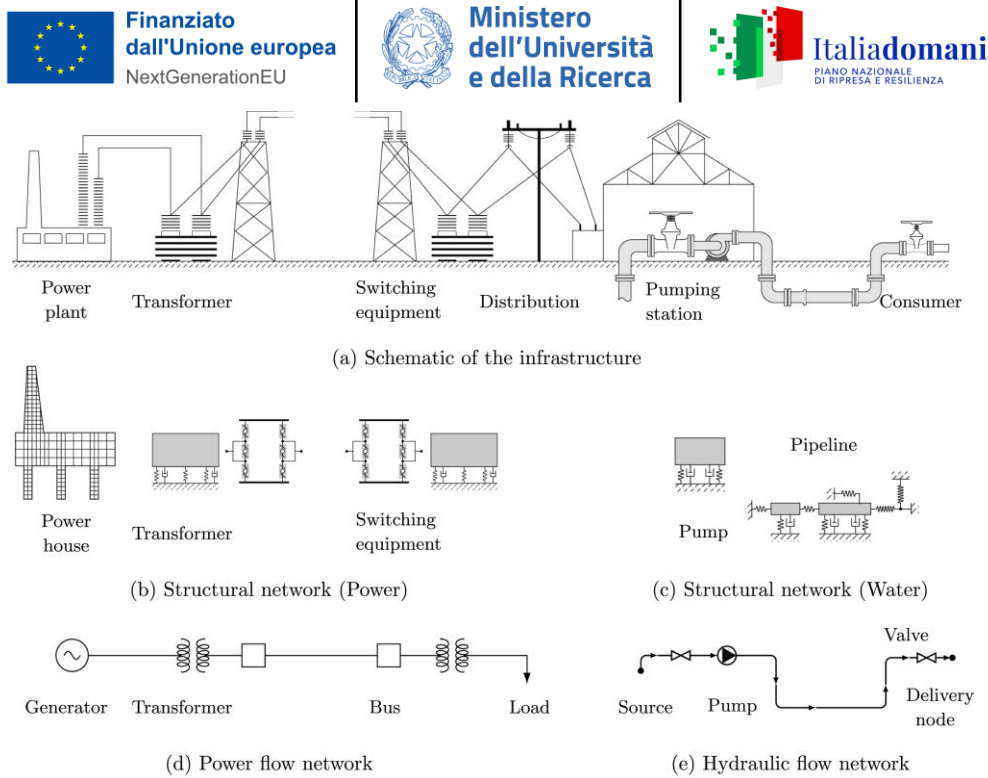 Finanziato
dall'Unione europea
NextGenerationEU
Ministero
dell'Università
e della Ricerca
Italiadomani
PIANO NAZIONALE
DI RIPRESA E RESILIENZA
Power
plant
Transformer
Switching
equipment
Distribution
Pumping
station
Consumer
(a) Schematic of the infrastructure
Power
house
Transformer
Switching
equipment
Pump
Pipeline
(b) Structural network (Power)
(c) Structural network (Water)
Generator
Transformer
Bus
Load
Source
Pump
Valve
Delivery
node
(d) Power flow network
(e) Hydraulic flow network